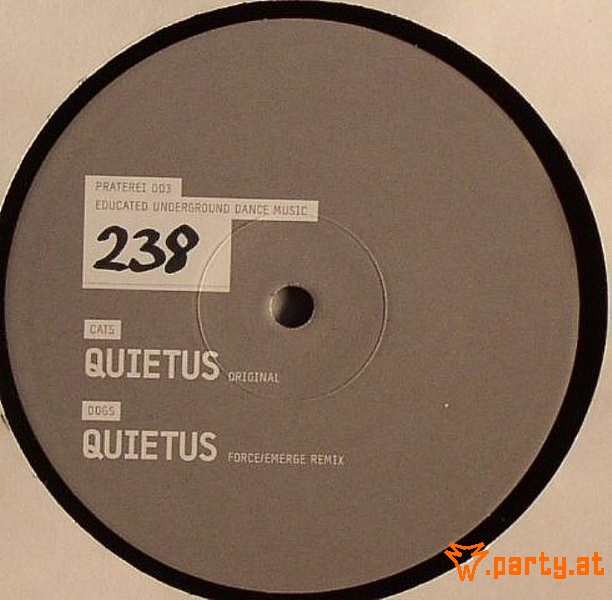 PRATEREI 003
EDUCATED UNDERGROUND DANCE MUSIC
238
CATS
QUIETUS ORIGINAL
DOGS
QUIETUS FORCE/EMERGE REMIX
.party.at